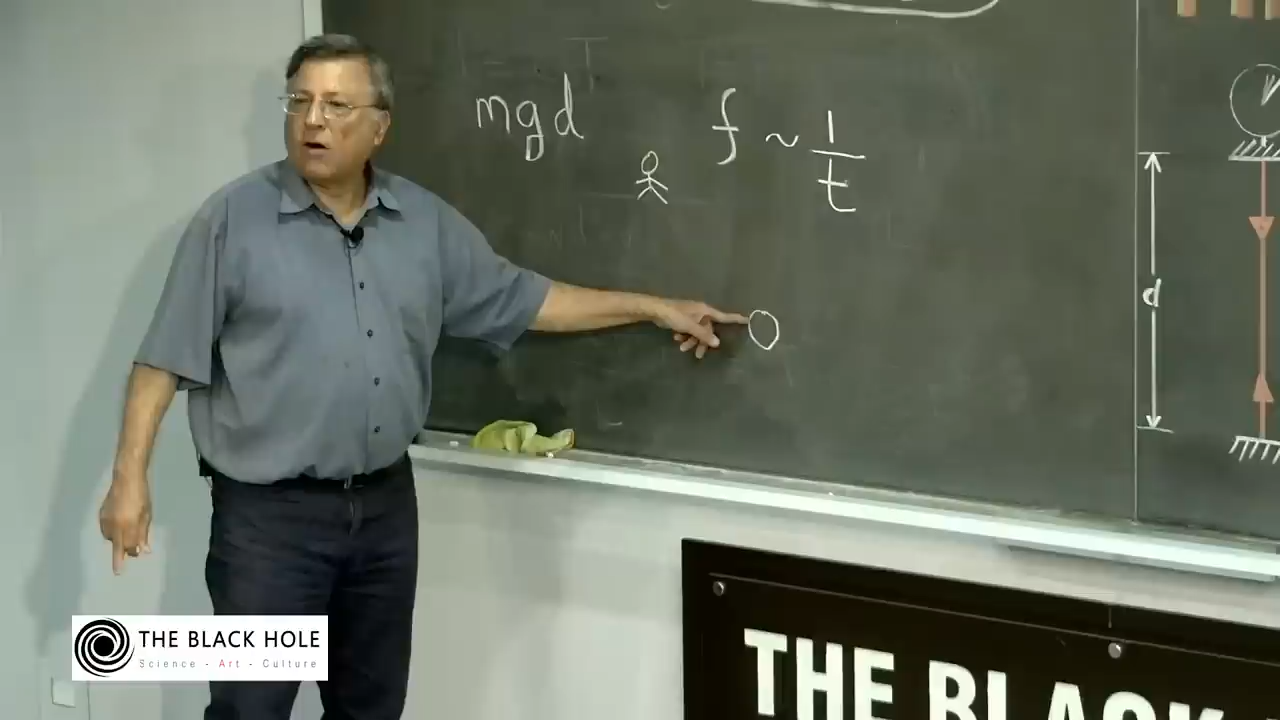 mgd
f ~ 1/t
d
THE BLACK HOLE
Science - Art - Culture
THE BLACK